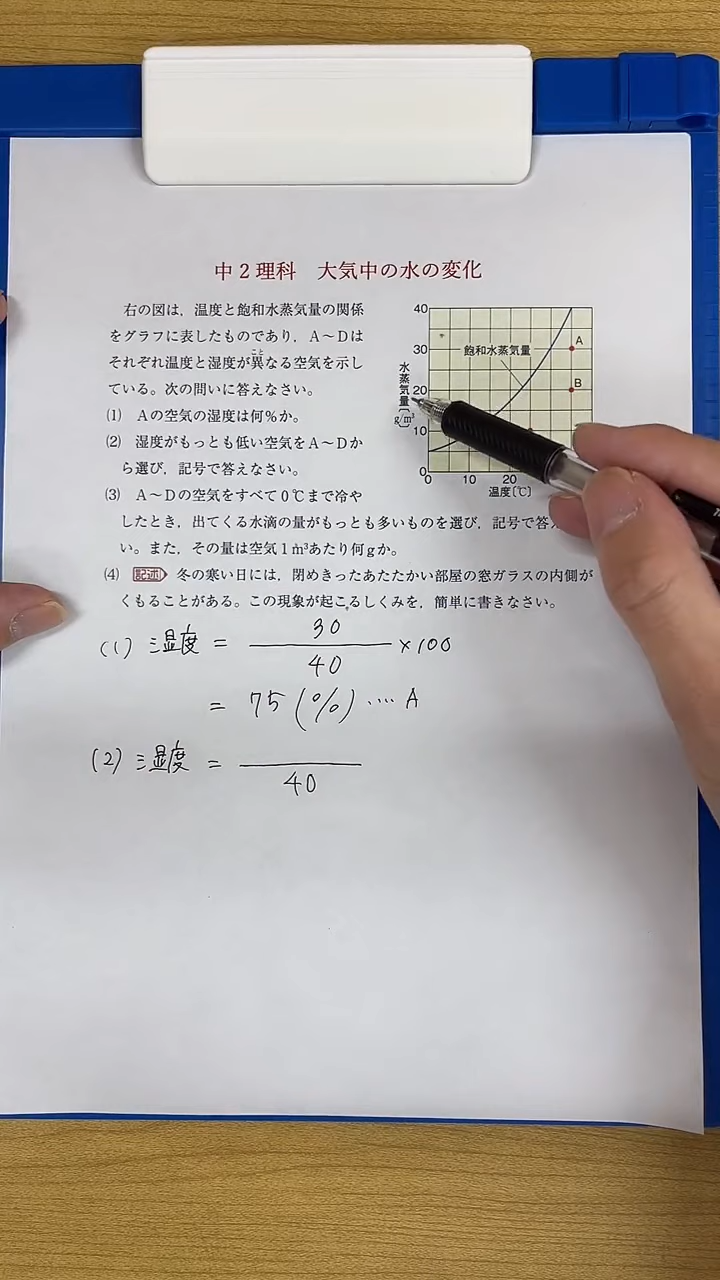 中2理科 大気中の水の変化
右の図は，温度と飽和水蒸気量の関係
をグラフに表したものであり，A～Dは
それぞれ温度と湿度が異なる空気を示し
こと
ている。次の問いに答えなさい。
(1) Aの空気の湿度は何％か。
(2) 湿度がもっとも低い空気をA～Dか
ら選び，記号で答えなさい。
(3) A～Dの空気をすべて0℃まで冷や
したとき，出てくる水滴の量がもっとも多いものを選び，記号で答
い。また，その量は空気1m³あたり何gか。
(4) 記述 冬の寒い日には，閉めきったあたたかい部屋の窓ガラスの内側が
くもることがある。この現象が起こるしくみを，簡単に書きなさい。
40
30
20
10
0
水蒸気量
g/m³
飽和水蒸気量
A
B
0 10 20
温度〔℃〕
(1) 湿度 = 30/40 ×100
= 75 (%) …. A
(2) 湿度 =
40